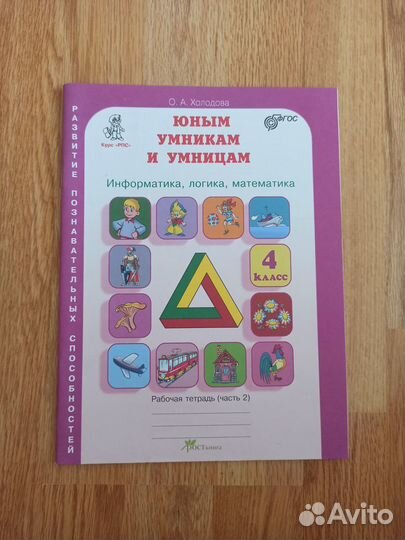 О. А. Холодова
ФГОС
Курс «РПС»
ЮНЫМ
УМНИКАМ
И УМНИЦАМ
Информатика, логика, математика
4
КЛАСС
Рабочая тетрадь (часть 2)
РОСТкнига
РАЗВИТИЕ ПОЗНАВАТЕЛЬНЫХ СПОСОБНОСТЕЙ
Avito